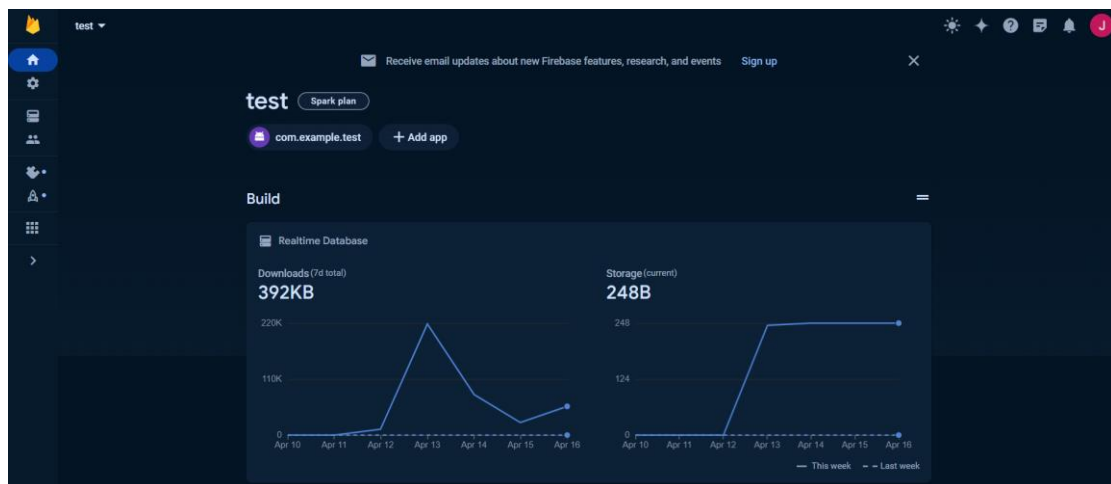 test
J
Receive email updates about new Firebase features, research, and events Sign up
test Spark plan
com.example.test + Add app
Build
Realtime Database
Downloads (7d total)
392KB
220K
110K
0
Apr 10 Apr 11 Apr 12 Apr 13 Apr 14 Apr 15 Apr 16
Storage (current)
248B
248
124
0
Apr 10 Apr 11 Apr 12 Apr 13 Apr 14 Apr 15 Apr 16
This week Last week